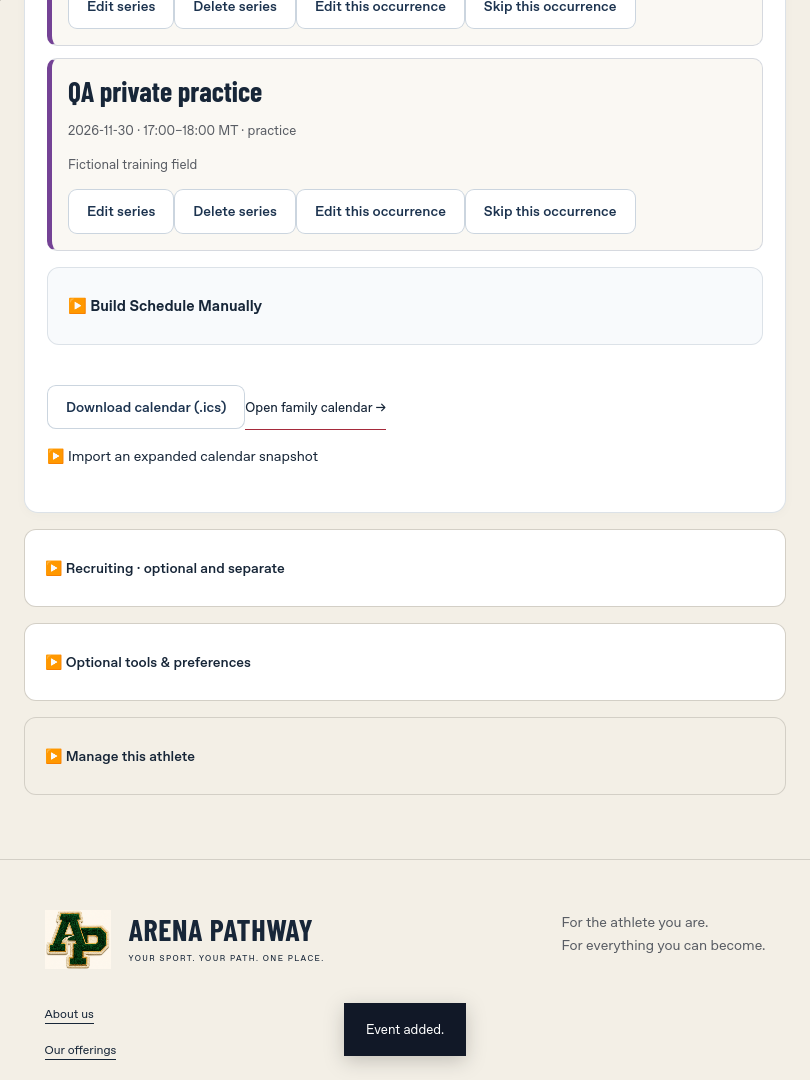 Edit series Delete series Edit this occurrence Skip this occurrence
QA private practice
2026-11-30 · 17:00–18:00 MT · practice
Fictional training field
Edit series Delete series Edit this occurrence Skip this occurrence
Build Schedule Manually
Download calendar (.ics) Open family calendar →
Import an expanded calendar snapshot
Recruiting · optional and separate
Optional tools & preferences
Manage this athlete
AP
ARENA PATHWAY
YOUR SPORT. YOUR PATH. ONE PLACE.
For the athlete you are.
For everything you can become.
About us
Event added.
Our offerings